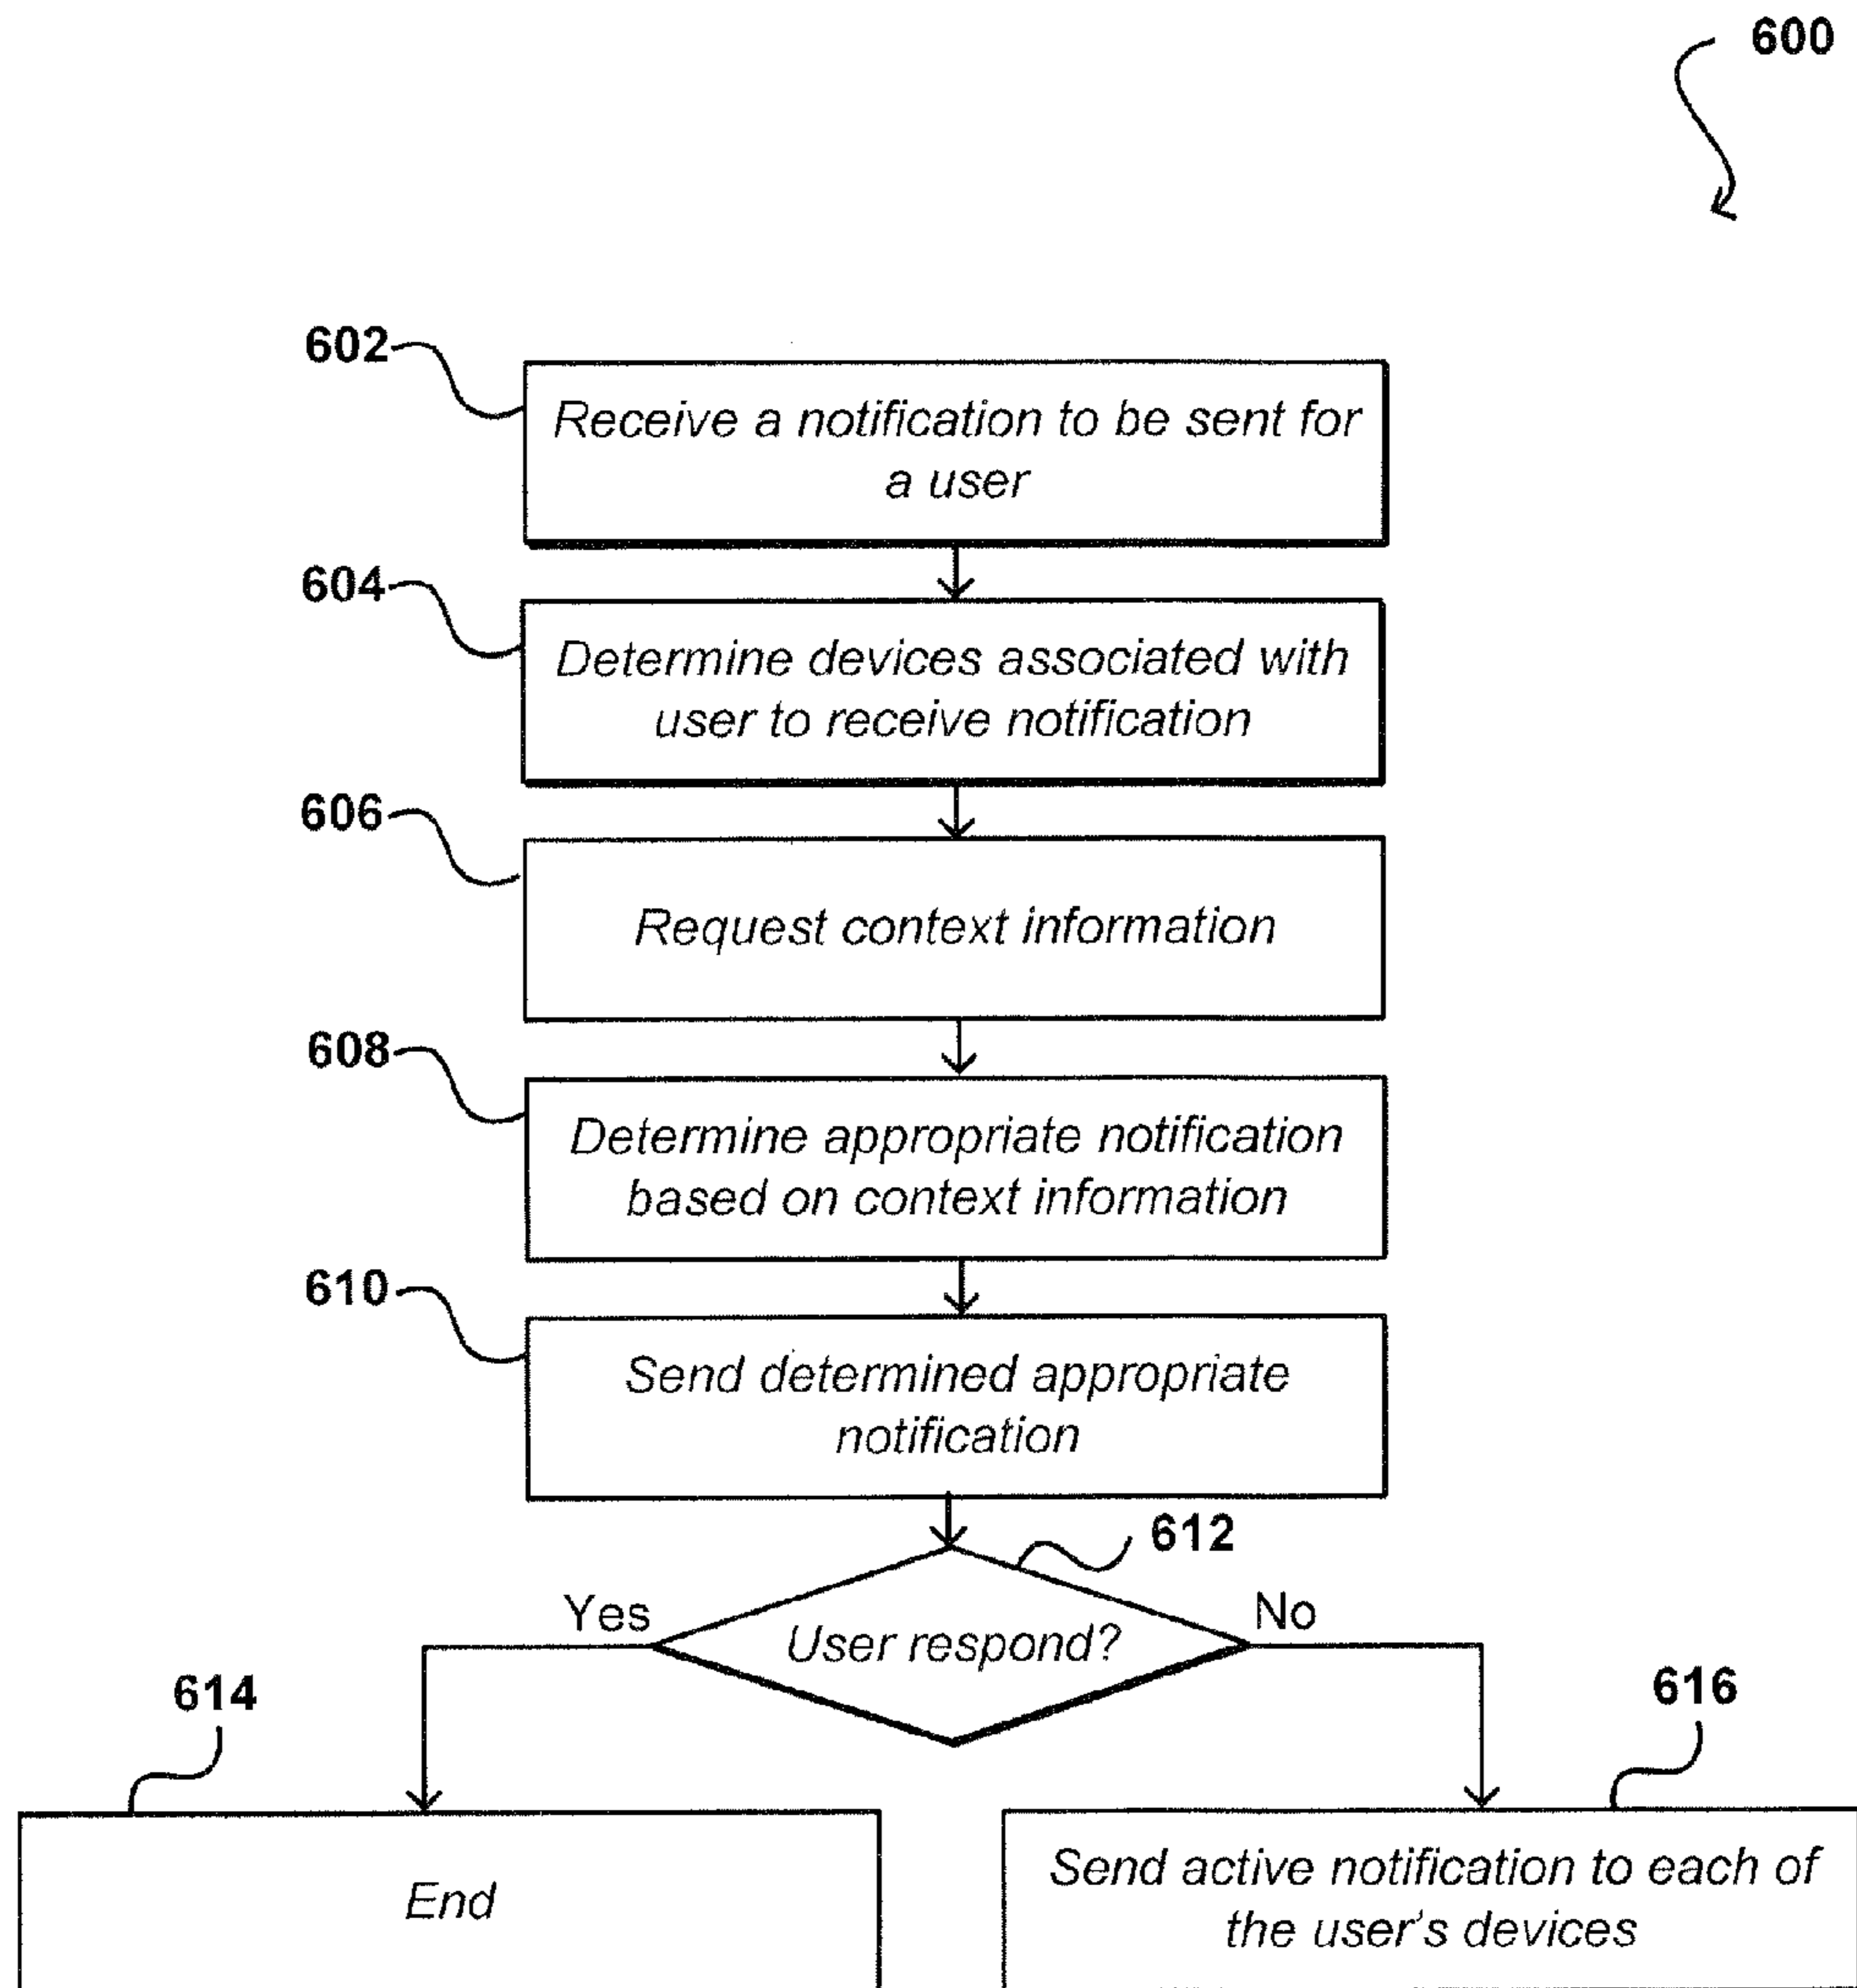 600
602
Receive a notification to be sent for
a user
604
Determine devices associated with
user to receive notification
606
Request context information
608
Determine appropriate notification
based on context information
610
Send determined appropriate
notification
612
Yes
User respond?
No
614
616
End
Send active notification to each of
the user's devices